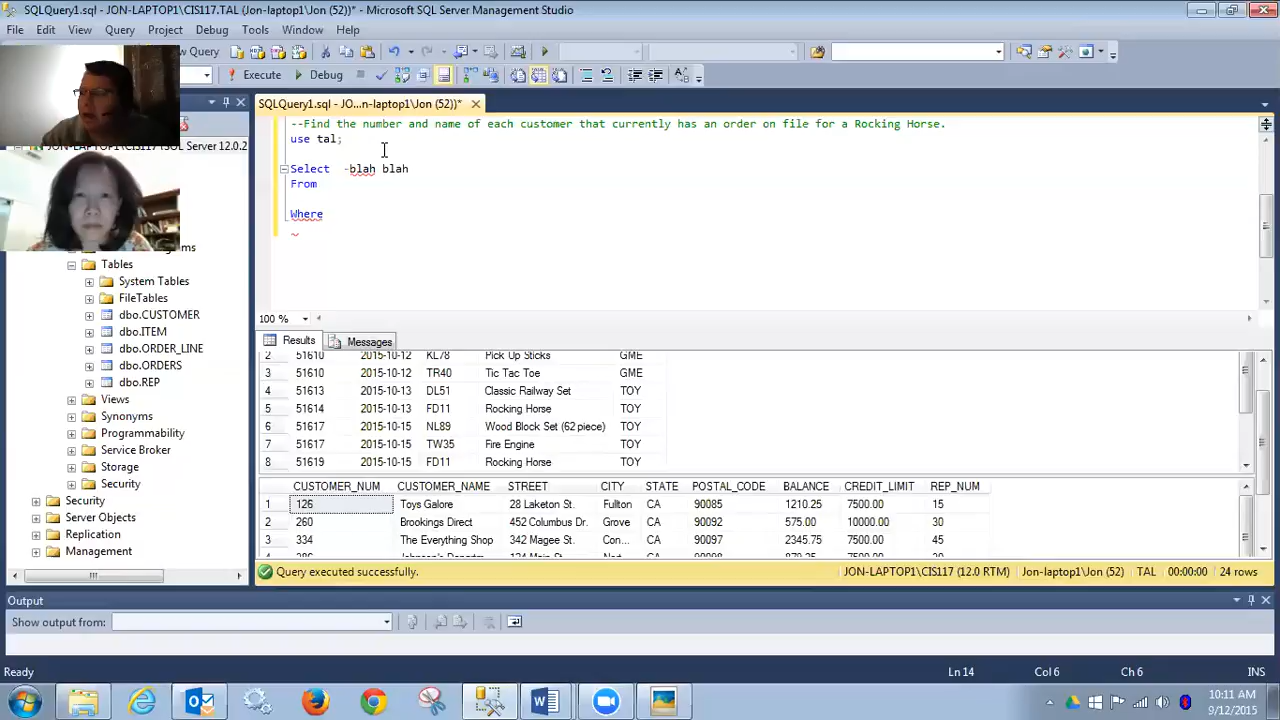 SQLQuery1.sql - JON-LAPTOP1\CIS117.TAL (Jon-laptop1\Jon (52))* - Microsoft SQL Server Management Studio
File Edit View Query Project Debug Tools Window Help
Query
Execute Debug
SQLQuery1.sql - JO...n-laptop1\Jon (52))*
--Find the number and name of each customer that currently has an order on file for a Rocking Horse.
use tal;
Select -blah blah
From
Where
Tables
System Tables
FileTables
dbo.CUSTOMER
dbo.ITEM
dbo.ORDER_LINE
dbo.ORDERS
dbo.REP
Views
Synonyms
Programmability
Service Broker
Storage
Security
Security
Server Objects
Replication
Management
100 %
Results Messages
2 51610 2015-10-12 KL78 Pick Up Sticks GME
3 51610 2015-10-12 TR40 Tic Tac Toe GME
4 51613 2015-10-13 DL51 Classic Railway Set TOY
5 51614 2015-10-13 FD11 Rocking Horse TOY
6 51617 2015-10-15 NL89 Wood Block Set (62 piece) TOY
7 51617 2015-10-15 TW35 Fire Engine TOY
8 51619 2015-10-15 FD11 Rocking Horse TOY
CUSTOMER_NUM CUSTOMER_NAME STREET CITY STATE POSTAL_CODE BALANCE CREDIT_LIMIT REP_NUM
1 126 Toys Galore 28 Laketon St. Fullton CA 90085 1210.25 7500.00 15
2 260 Brookings Direct 452 Columbus Dr. Grove CA 90092 575.00 10000.00 30
3 334 The Everything Shop 342 Magee St. Con... CA 90097 2345.75 7500.00 45
Query executed successfully. JON-LAPTOP1\CIS117 (12.0 RTM) Jon-laptop1\Jon (52) TAL 00:00:00 24 rows
Output
Show output from:
Ready Ln 14 Col 6 Ch 6 INS
10:11 AM
9/12/2015